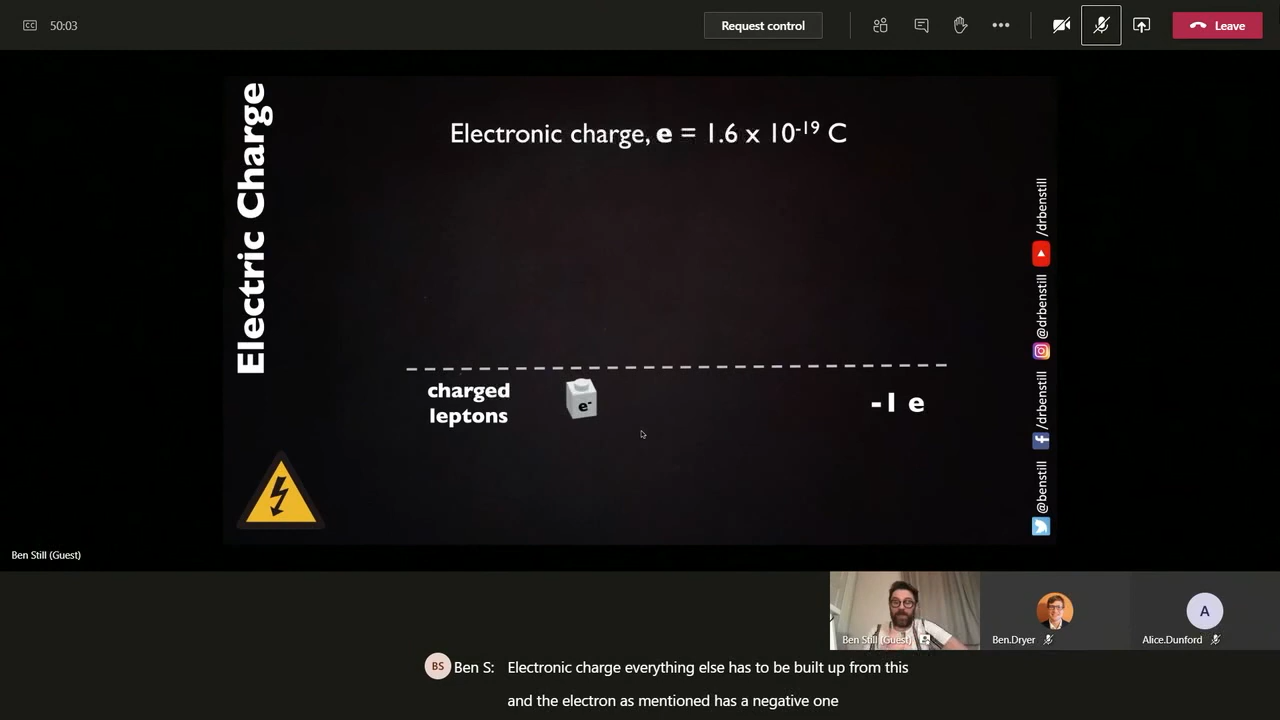 CC
50:03
Request control
Leave
Electric Charge
Electronic charge, e = 1.6 x 10⁻¹⁹ C
charged
leptons
e⁻
-1 e
/drbenstill
@drbenstill
/drbenstill
@benstill
Ben Still (Guest)
Ben Still (Guest)
Ben.Dryer
A
Alice.Dunford
BS
Ben S: Electronic charge everything else has to be built up from this
and the electron as mentioned has a negative one